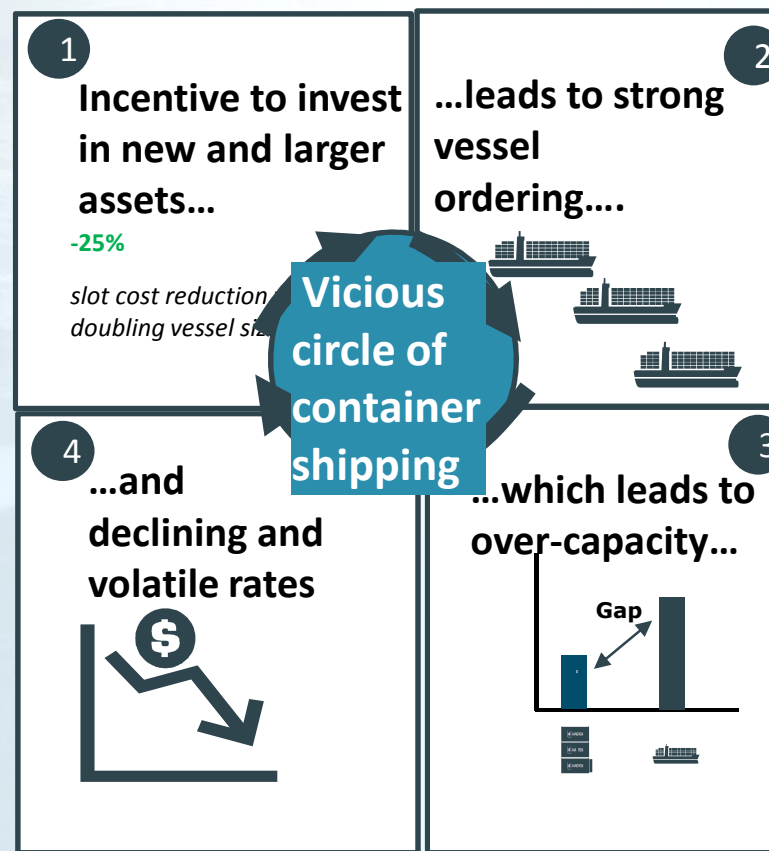 1
Incentive to invest
in new and larger
assets…
-25%
slot cost reduction
doubling vessel
2
…leads to strong
vessel
ordering….
Vicious
circle of
container
shipping
3
…which leads to
over-capacity…
Gap
4
…and
declining and
volatile rates
$